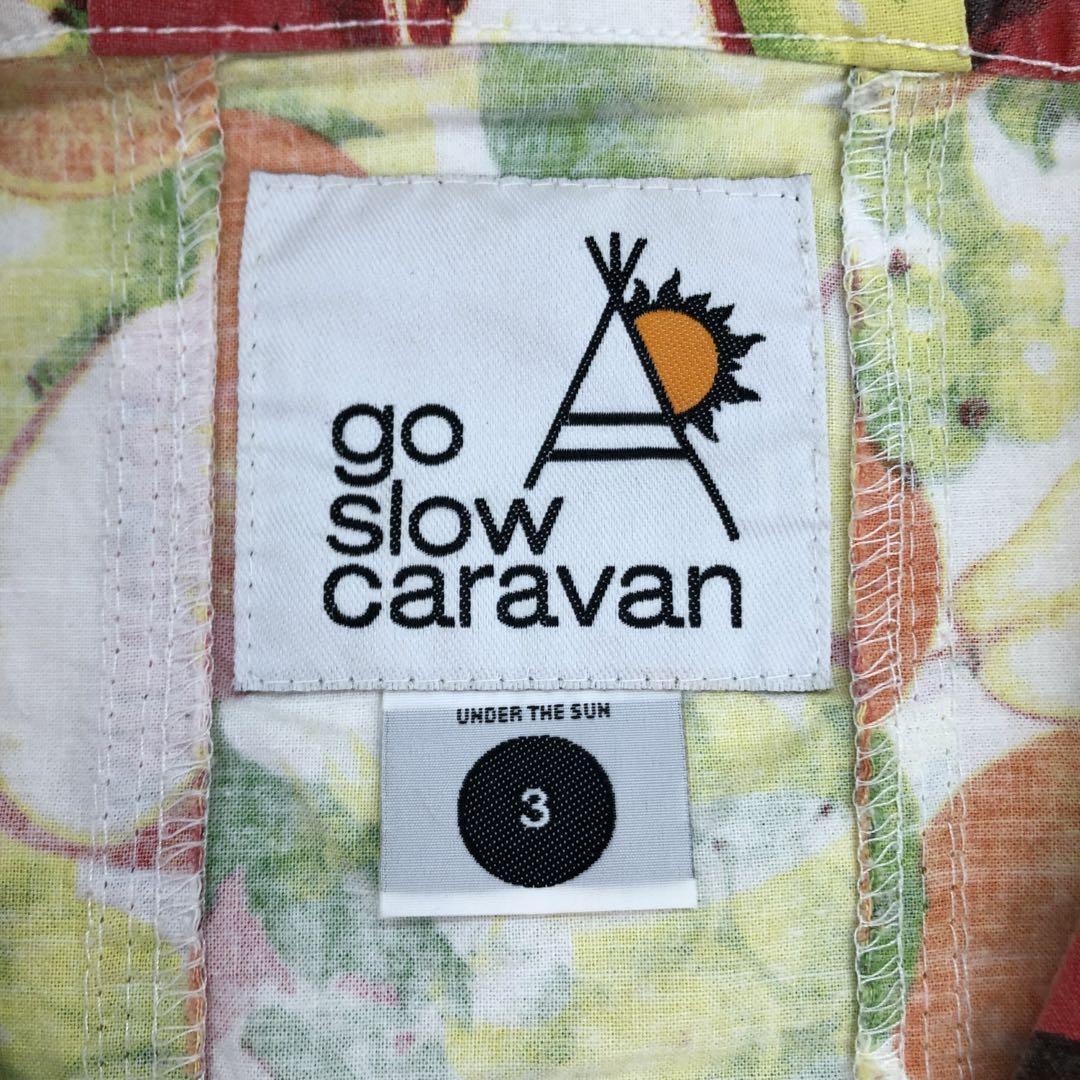 go
slow
caravan
UNDER THE SUN
3